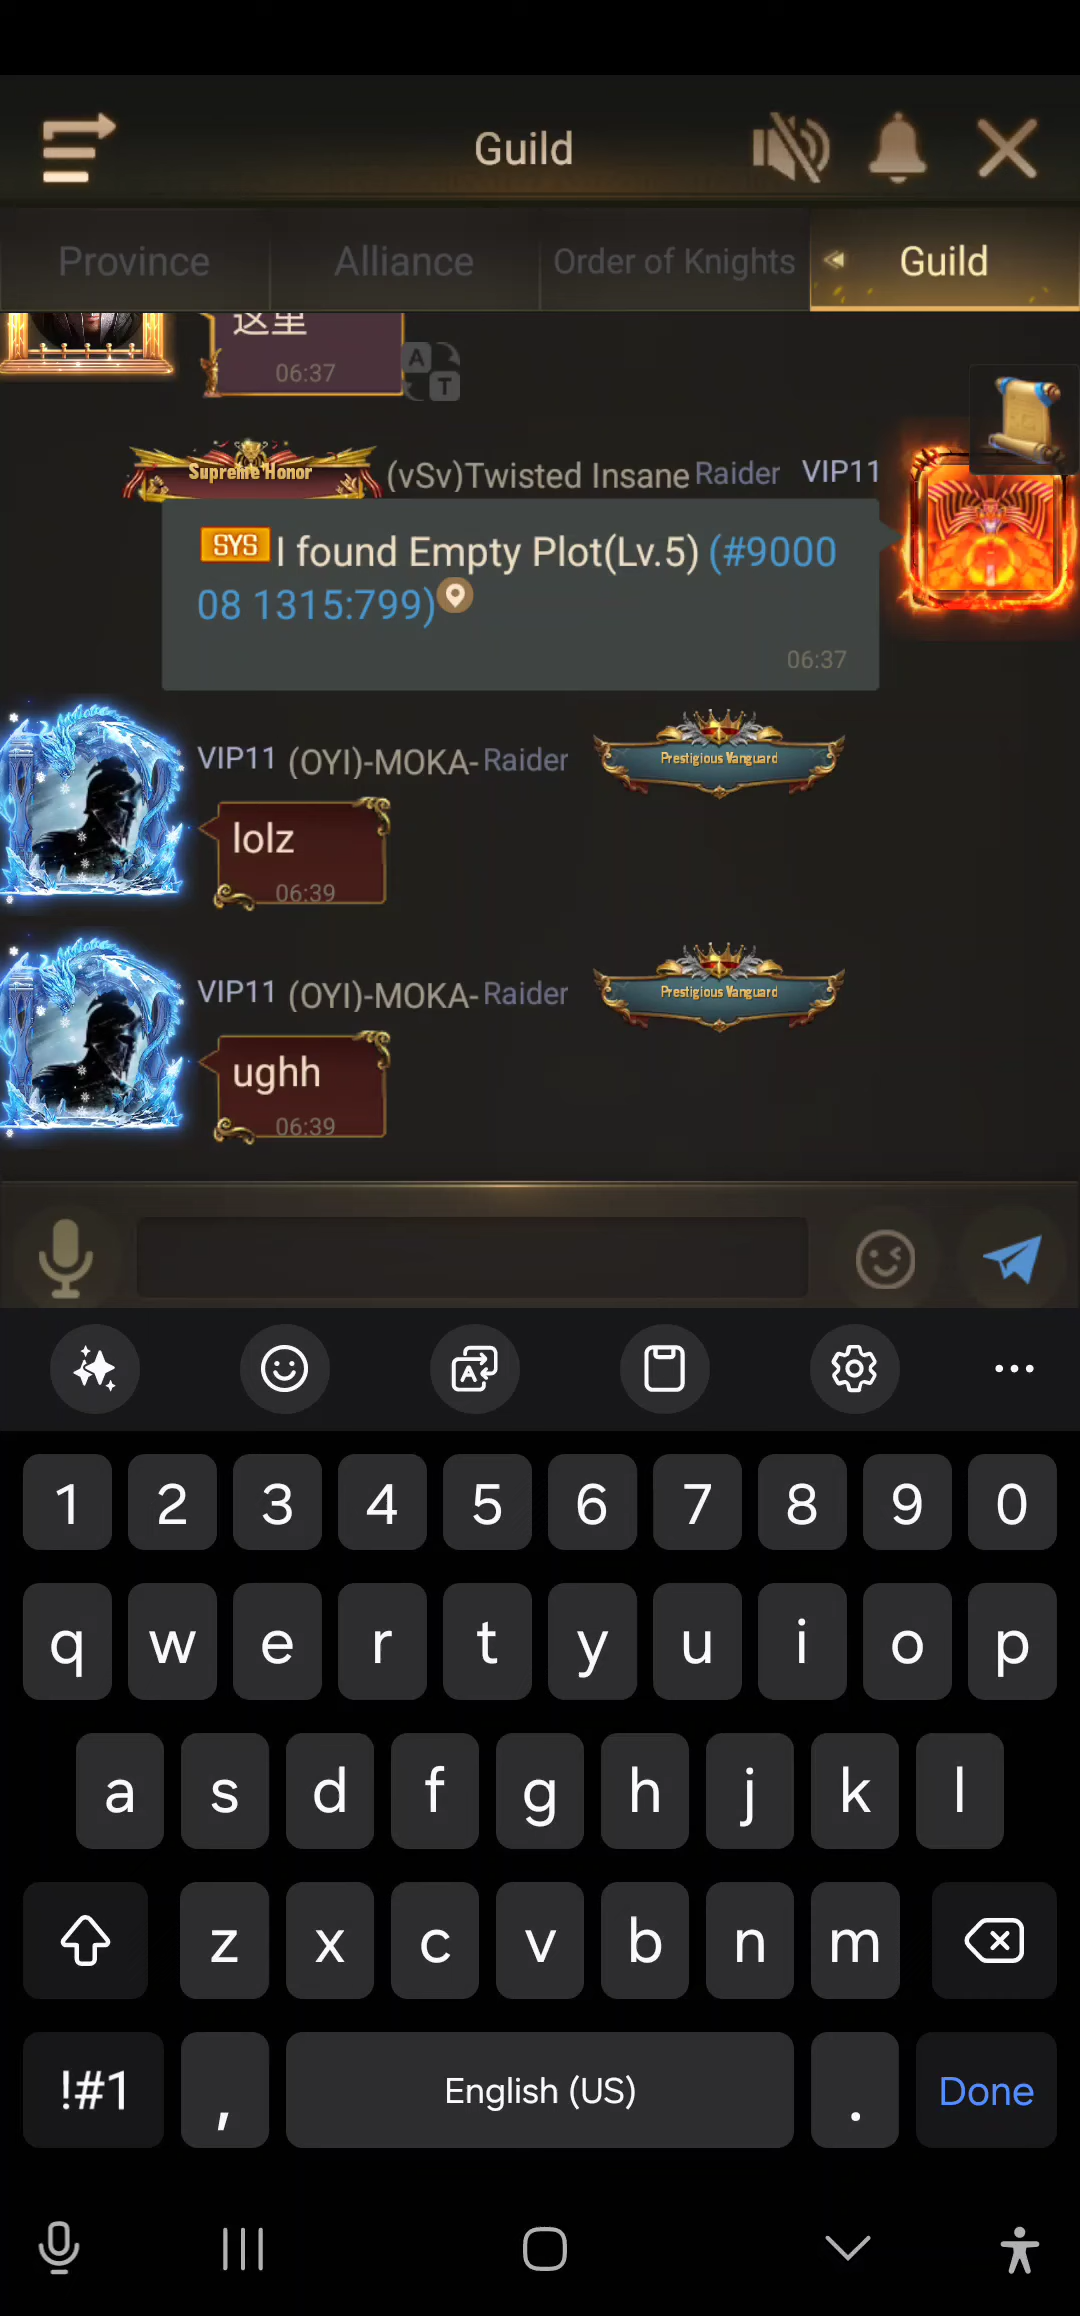 Guild
Province
Alliance
Order of Knights
Guild
这里
06:37
A
T
Supreme Honor
(vSv)Twisted Insane Raider VIP11
SYS I found Empty Plot(Lv.5) (#9000
08 1315:799)
06:37
VIP11 (OYI)-MOKA- Raider
Prestigious Vanguard
lolz
06:39
VIP11 (OYI)-MOKA- Raider
Prestigious Vanguard
ughh
06:39
A
1 2 3 4 5 6 7 8 9 0
q w e r t y u i o p
a s d f g h j k l
z x c v b n m
!#1 , English (US) . Done